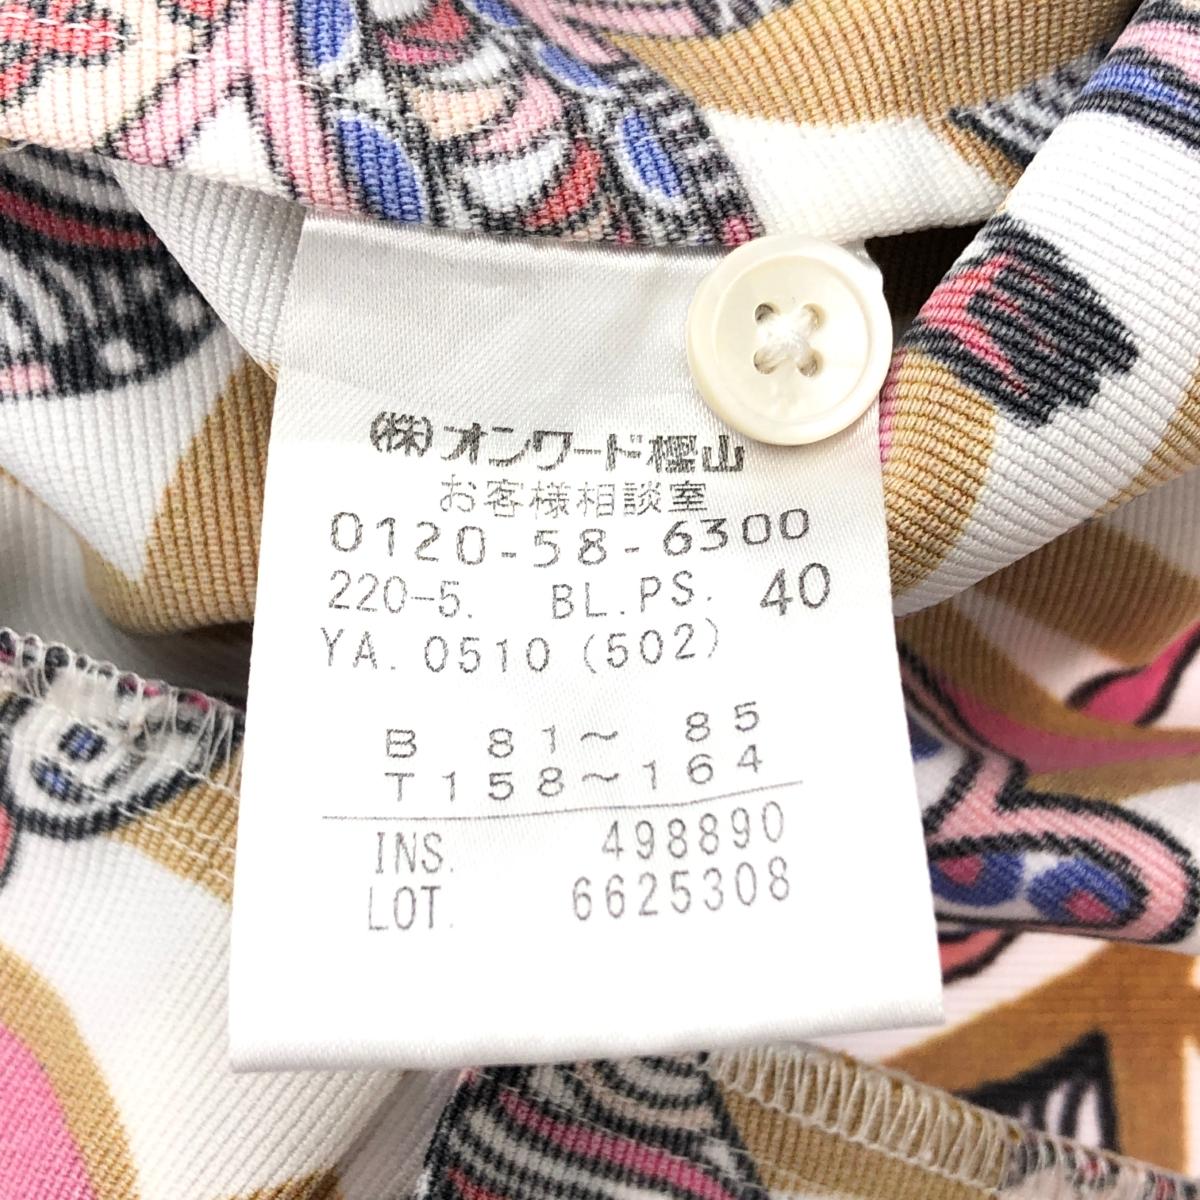 (株)オンワード樫山
お客様相談室
0120-58-6300
220-5. BL.PS. 40
YA. 0510 (502)
B 81～ 85
T158～164
INS. 498890
LOT. 6625308